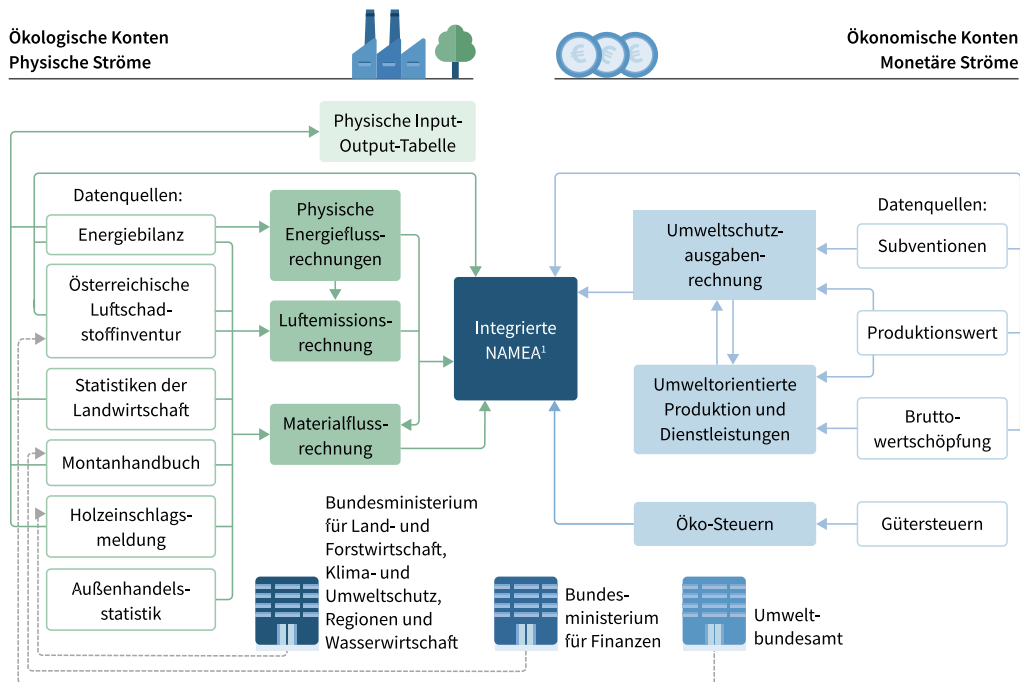 Ökologische Konten
Physische Ströme
Ökonomische Konten
Monetäre Ströme
€
€
€
Physische Input-
Output-Tabelle
Datenquellen:
Energiebilanz
Österreichische
Luftschad-
stoffinventur
Statistiken der
Landwirtschaft
Montanhandbuch
Holzeinschlags-
meldung
Außenhandels-
statistik
Physische
Energiefluss-
rechnungen
Luftemissions-
rechnung
Materialfluss-
rechnung
Integrierte
NAMEA¹
Umweltschutz-
ausgaben-
rechnung
Umweltorientierte
Produktion und
Dienstleistungen
Öko-Steuern
Datenquellen:
Subventionen
Produktionswert
Brutto-
wertschöpfung
Gütersteuern
Bundesministerium
für Land- und
Forstwirtschaft,
Klima- und
Umweltschutz,
Regionen und
Wasserwirtschaft
Bundes-
ministerium
für Finanzen
Umwelt-
bundesamt